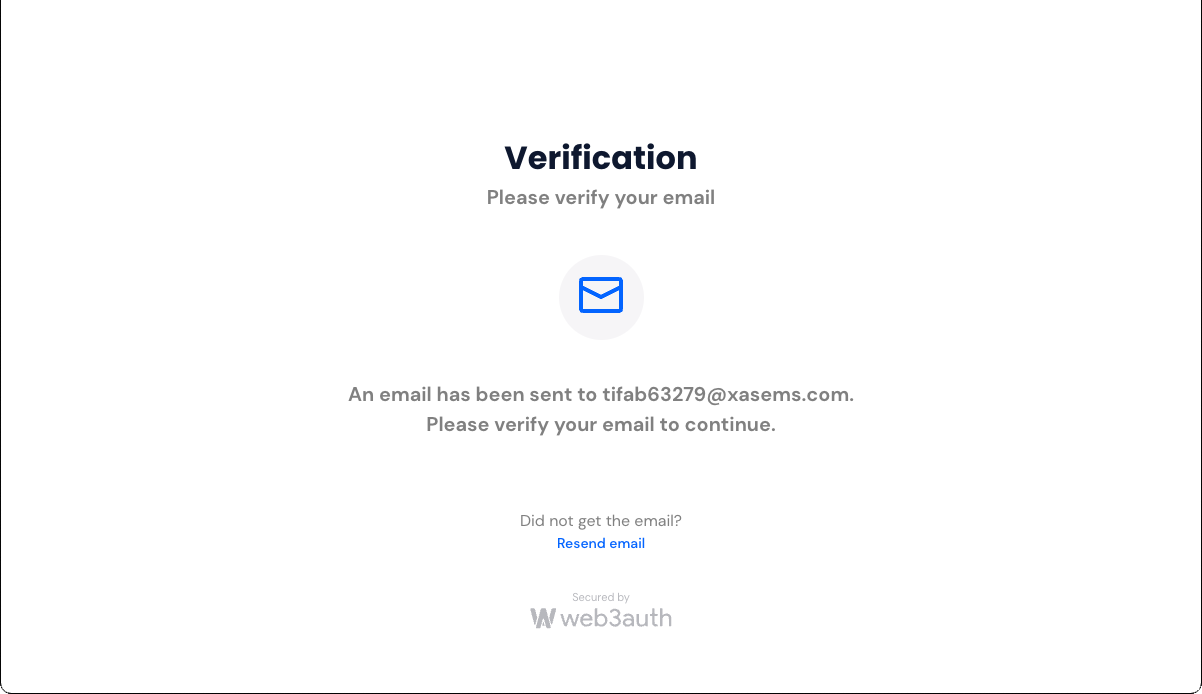 Verification
Please verify your email
An email has been sent to tifab63279@xasems.com.
Please verify your email to continue.
Did not get the email?
Resend email
Secured by
web3auth